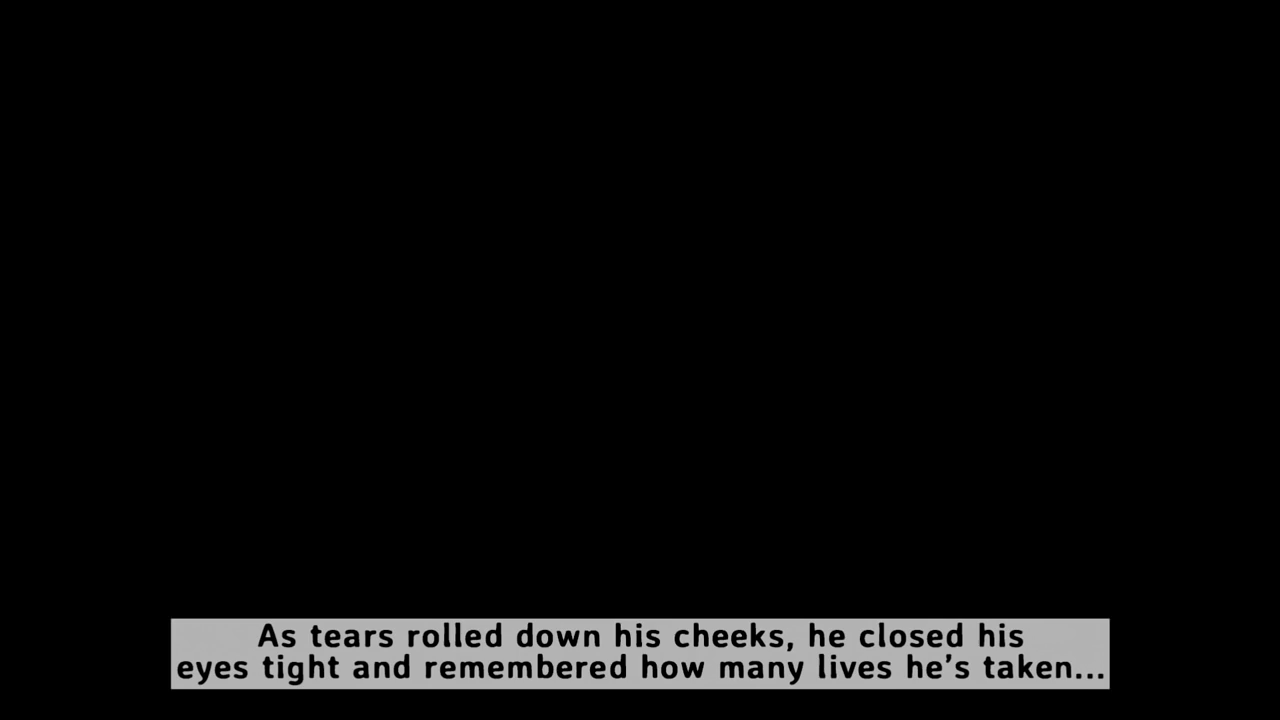 As tears rolled down his cheeks, he closed his
eyes tight and remembered how many lives he’s taken...